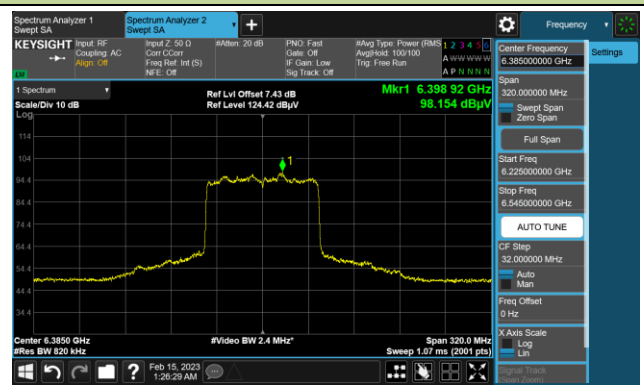 Spectrum Analyzer 1
Swept SA
Spectrum Analyzer 2
Swept SA
Frequency
KEYSIGHT
Input: RF
Coupling: AC
Align: Off
Input Z: 50 Ω
Corr CCorr
Freq Ref: Int (S)
NFE: Off
#Atten: 20 dB
PNO: Fast
Gate: Off
IF Gain: Low
Sig Track: Off
#Avg Type: Power (RMS
Avg|Hold: 100/100
Trig: Free Run
1 2 3 4 5 6
A W W W W W
A P N N N N
LW
1 Spectrum
Scale/Div 10 dB
Ref Lvl Offset 7.43 dB
Ref Level 124.42 dBµV
Mkr1 6.398 92 GHz
98.154 dBµV
Log
114
104
94.4
84.4
74.4
64.4
54.4
44.4
34.4
1
Center 6.3850 GHz
#Res BW 820 kHz
#Video BW 2.4 MHz*
Span 320.0 MHz
Sweep 1.07 ms (2001 pts)
Center Frequency
6.385000000 GHz
Settings
Span
320.000000 MHz
Swept Span
Zero Span
Full Span
Start Freq
6.225000000 GHz
Stop Freq
6.545000000 GHz
AUTO TUNE
CF Step
32.000000 MHz
Auto
Man
Freq Offset
0 Hz
X Axis Scale
Log
Lin
Signal Track
(Span Zoom)
Feb 15, 2023
1:26:29 AM